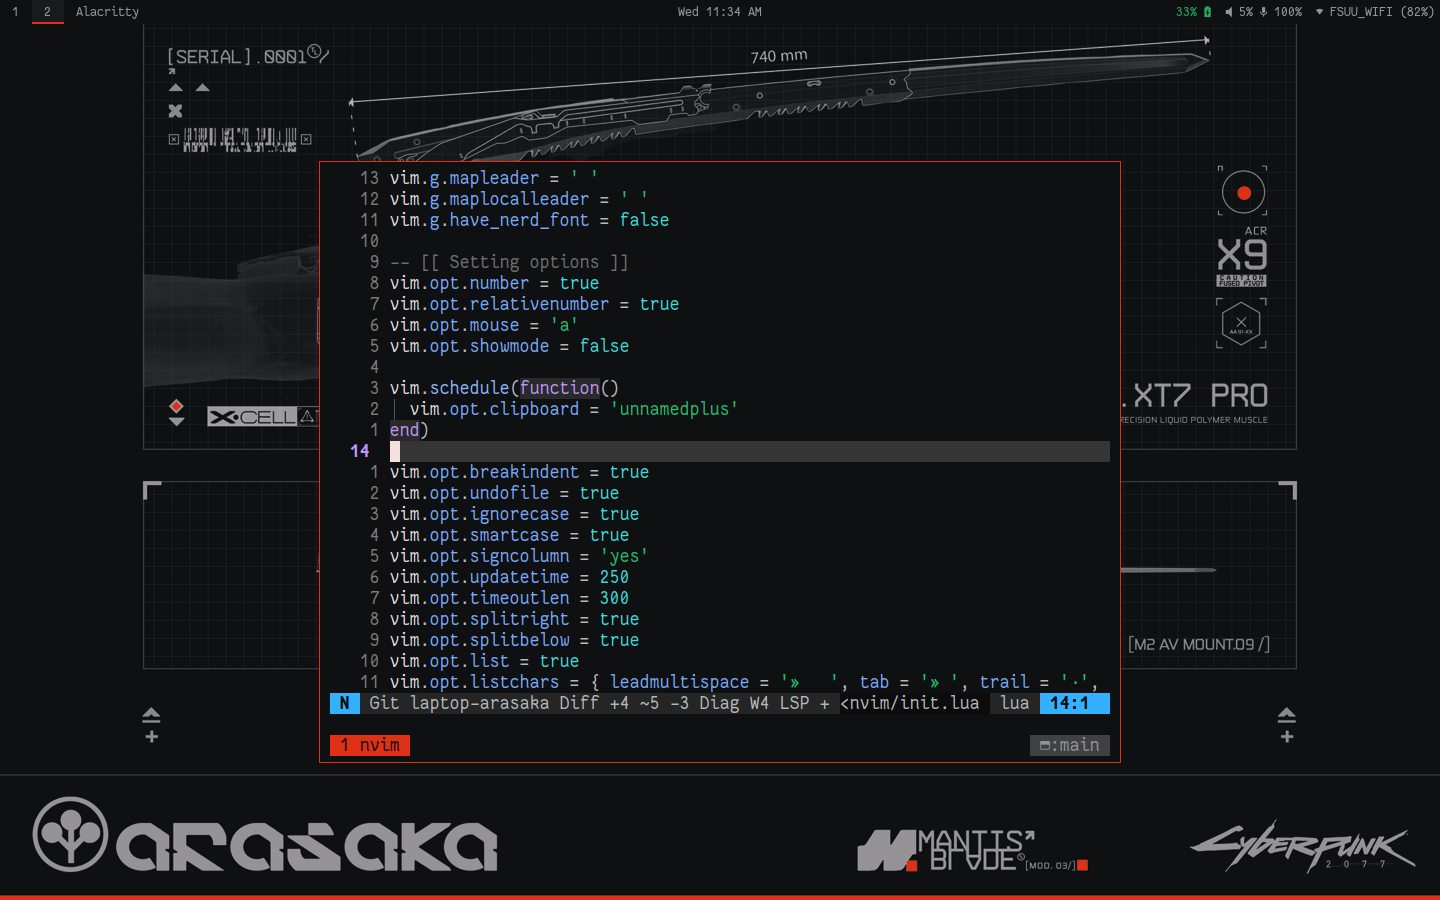 1 2 Alacritty Wed 11:34 AM 33% 5% 100% FSUU_WIFI (82%)
[SERIAL].0001
740 mm
13 vim.g.mapleader = ' '
12 vim.g.maplocalleader = ' '
11 vim.g.have_nerd_font = false
10
9 -- [[ Setting options ]]
8 vim.opt.number = true
7 vim.opt.relativenumber = true
6 vim.opt.mouse = 'a'
5 vim.opt.showmode = false
4
3 vim.schedule(function()
2 vim.opt.clipboard = 'unnamedplus'
1 end)
14
1 vim.opt.breakindent = true
2 vim.opt.undofile = true
3 vim.opt.ignorecase = true
4 vim.opt.smartcase = true
5 vim.opt.signcolumn = 'yes'
6 vim.opt.updatetime = 250
7 vim.opt.timeoutlen = 300
8 vim.opt.splitright = true
9 vim.opt.splitbelow = true
10 vim.opt.list = true
11 vim.opt.listchars = { leadmultispace = '»   ', tab = '» ', trail = '·',
N Git laptop-arasaka Diff +4 ~5 -3 Diag W4 LSP + <nvim/init.lua lua 14:1
1 nvim :main
ACR
X9
CAUTION
FUSED PIVOT
X-CELL
.XT7 PRO
RECISION LIQUID POLYMER MUSCLE
[M2 AV MOUNT.09 /]
arasaka
MANTIS
BLADE [MOD. 03/]
Cyberpunk
2077